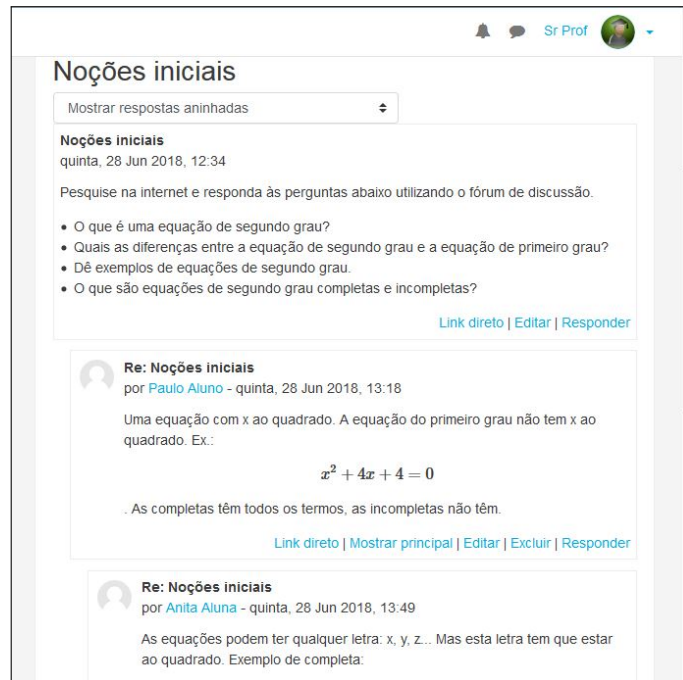 Sr Prof
Noções iniciais
Mostrar respostas aninhadas
Noções iniciais
quinta, 28 Jun 2018, 12:34
Pesquise na internet e responda às perguntas abaixo utilizando o fórum de discussão.
• O que é uma equação de segundo grau?
• Quais as diferenças entre a equação de segundo grau e a equação de primeiro grau?
• Dê exemplos de equações de segundo grau.
• O que são equações de segundo grau completas e incompletas?
Link direto | Editar | Responder
Re: Noções iniciais
por Paulo Aluno - quinta, 28 Jun 2018, 13:18
Uma equação com x ao quadrado. A equação do primeiro grau não tem x ao
quadrado. Ex.:
x² + 4x + 4 = 0
. As completas têm todos os termos, as incompletas não têm.
Link direto | Mostrar principal | Editar | Excluir | Responder
Re: Noções iniciais
por Anita Aluna - quinta, 28 Jun 2018, 13:49
As equações podem ter qualquer letra: x, y, z... Mas esta letra tem que estar
ao quadrado. Exemplo de completa: